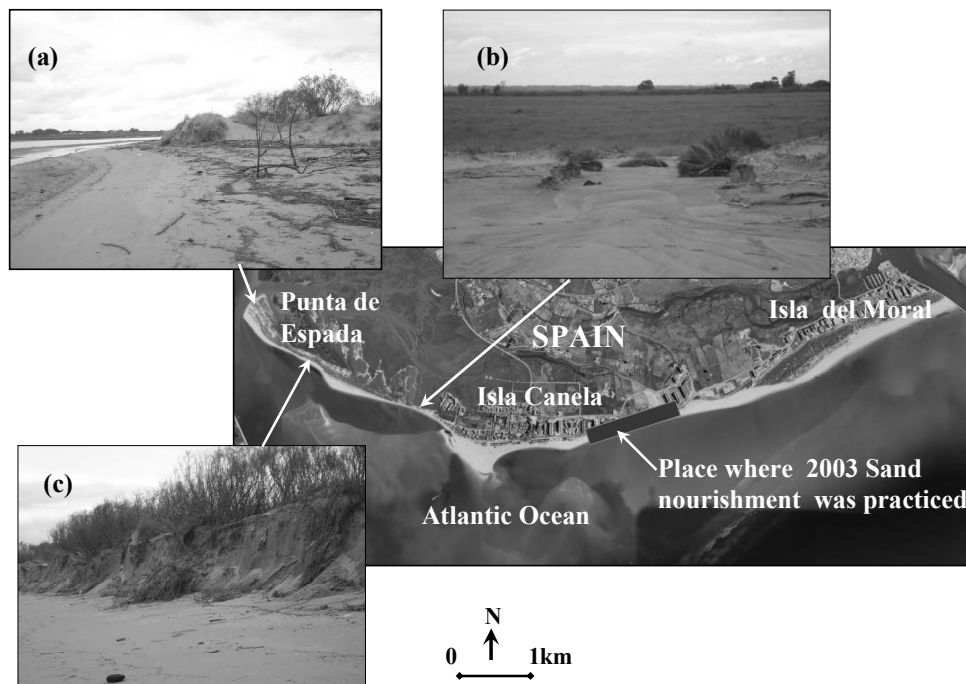 (a)
(b)
Punta de
Espada
Isla del Moral
SPAIN
Isla Canela
Place where 2003 Sand
nourishment was practiced
(c)
Atlantic Ocean
N
0 1km